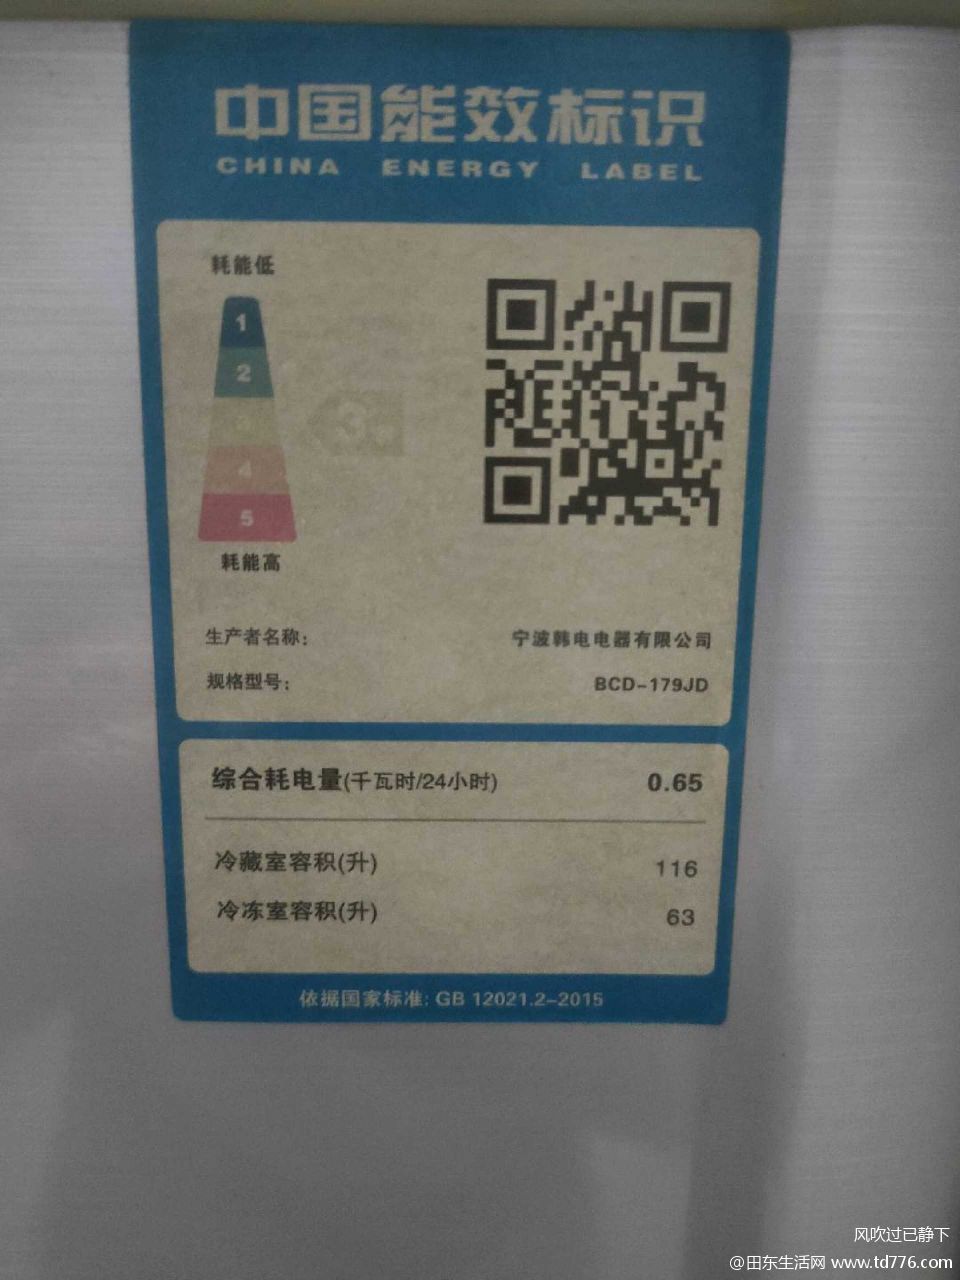 中国能效标识
CHINA ENERGY LABEL
耗能低
1
2
3
3
4
5
耗能高
生产者名称： 宁波韩电电器有限公司
规格型号： BCD-179JD
综合耗电量(千瓦时/24小时) 0.65
冷藏室容积(升) 116
冷冻室容积(升) 63
依据国家标准: GB 12021.2-2015
风吹过已静下
@田东生活网 www.td776.com